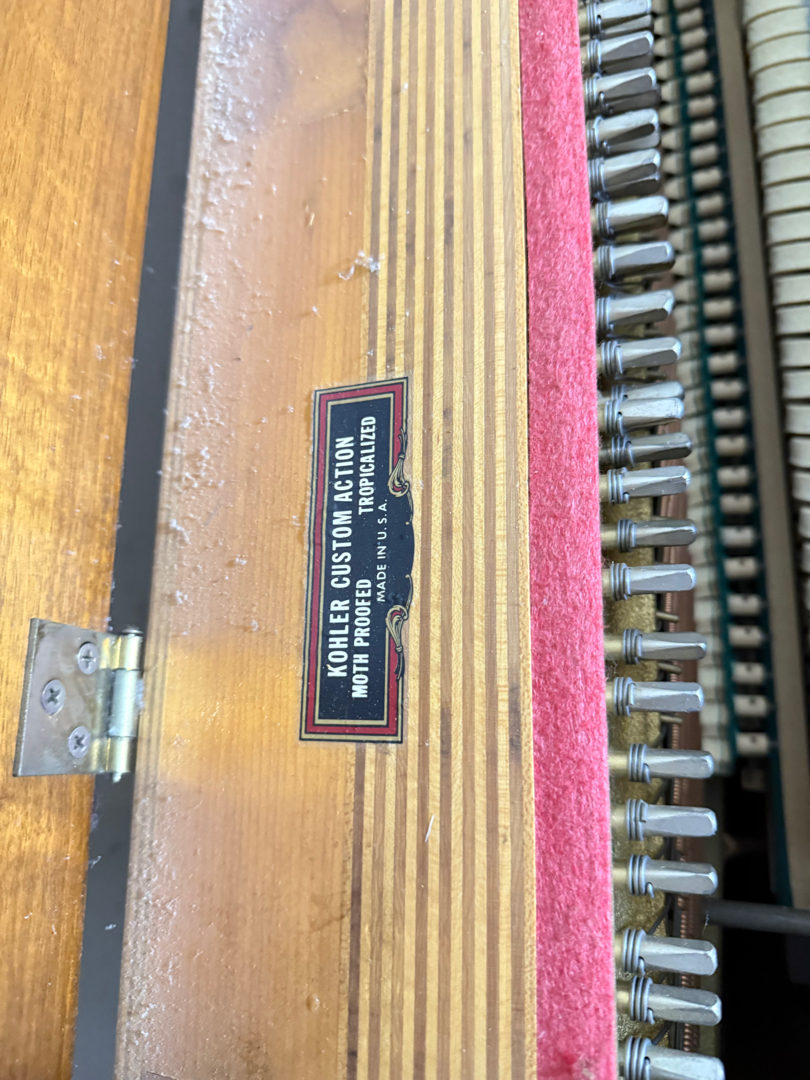 KOHLER CUSTOM ACTION
MOTH PROOFED TROPICALIZED
MADE IN U.S.A.